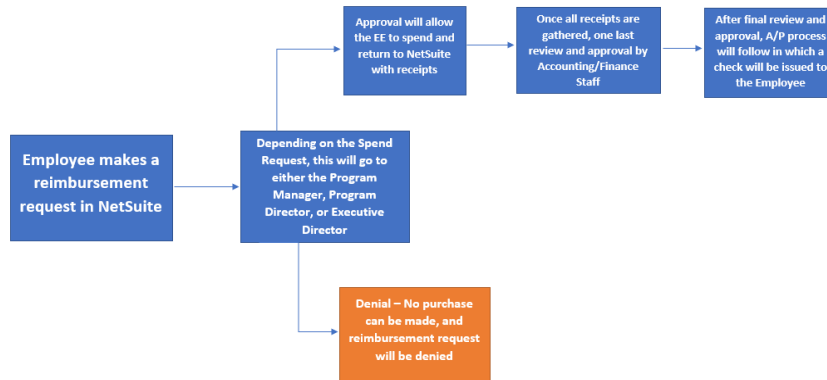 Approval will allow
the EE to spend and
return to NetSuite
with receipts
Once all receipts are
gathered, one last
review and approval by
Accounting/Finance
Staff
After final review and
approval, A/P process
will follow in which a
check will be issued to
the Employee
Employee makes a
reimbursement
request in NetSuite
Depending on the Spend
Request, this will go to
either the Program
Manager, Program
Director, or Executive
Director
Denial – No purchase
can be made, and
reimbursement request
will be denied